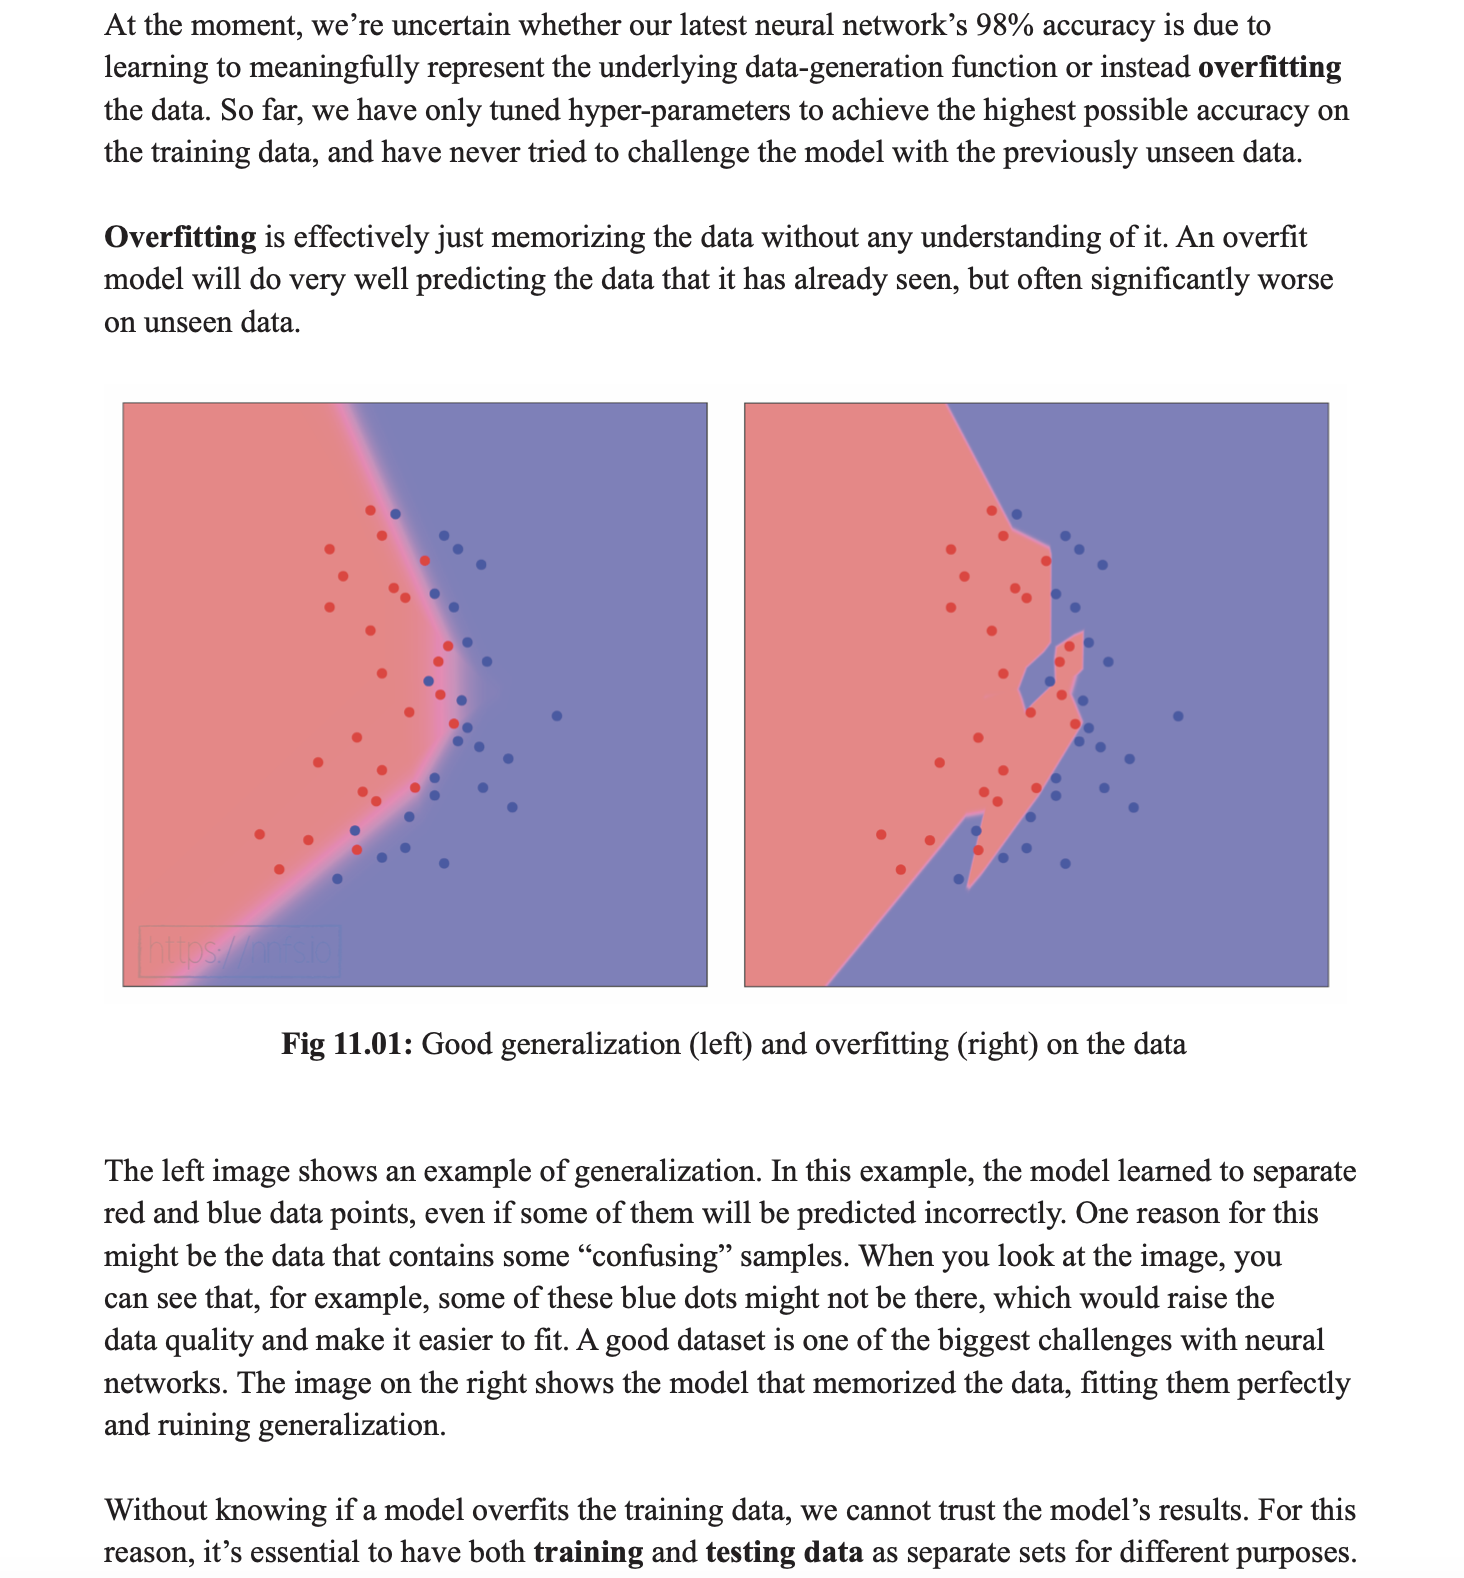 At the moment, we’re uncertain whether our latest neural network’s 98% accuracy is due to
learning to meaningfully represent the underlying data-generation function or instead overfitting
the data. So far, we have only tuned hyper-parameters to achieve the highest possible accuracy on
the training data, and have never tried to challenge the model with the previously unseen data.
Overfitting is effectively just memorizing the data without any understanding of it. An overfit
model will do very well predicting the data that it has already seen, but often significantly worse
on unseen data.
https://nnfs.io
Fig 11.01: Good generalization (left) and overfitting (right) on the data
The left image shows an example of generalization. In this example, the model learned to separate
red and blue data points, even if some of them will be predicted incorrectly. One reason for this
might be the data that contains some “confusing” samples. When you look at the image, you
can see that, for example, some of these blue dots might not be there, which would raise the
data quality and make it easier to fit. A good dataset is one of the biggest challenges with neural
networks. The image on the right shows the model that memorized the data, fitting them perfectly
and ruining generalization.
Without knowing if a model overfits the training data, we cannot trust the model’s results. For this
reason, it’s essential to have both training and testing data as separate sets for different purposes.